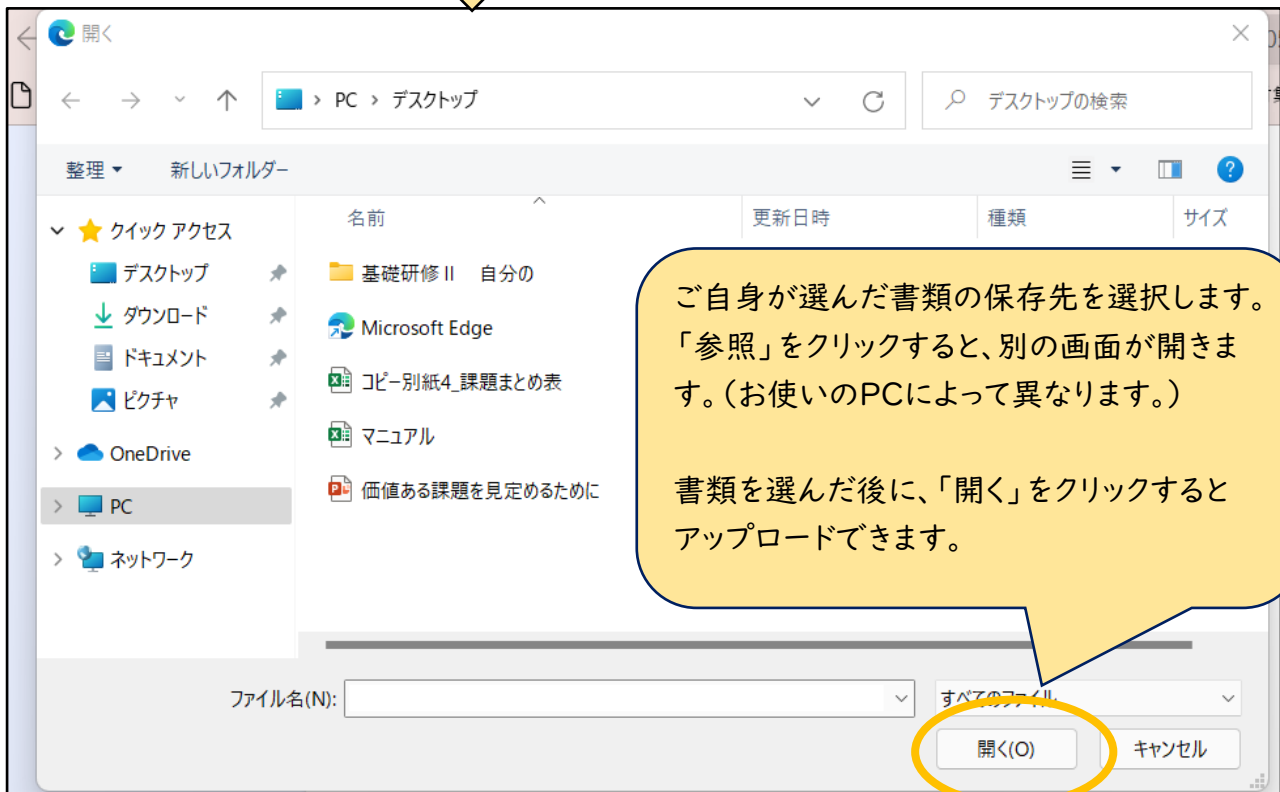 開く
PC > デスクトップ
デスクトップの検索
整理
新しいフォルダー
名前
更新日時
種類
サイズ
クイック アクセス
デスクトップ
ダウンロード
ドキュメント
ピクチャ
OneDrive
PC
ネットワーク
基礎研修Ⅱ　自分の
Microsoft Edge
コピー別紙4_課題まとめ表
マニュアル
価値ある課題を見定めるために
ご自身が選んだ書類の保存先を選択します。
「参照」をクリックすると、別の画面が開きま
す。(お使いのPCによって異なります。)
書類を選んだ後に、「開く」をクリックすると
アップロードできます。
ファイル名(N):
すべてのファイル
開く(O)
キャンセル